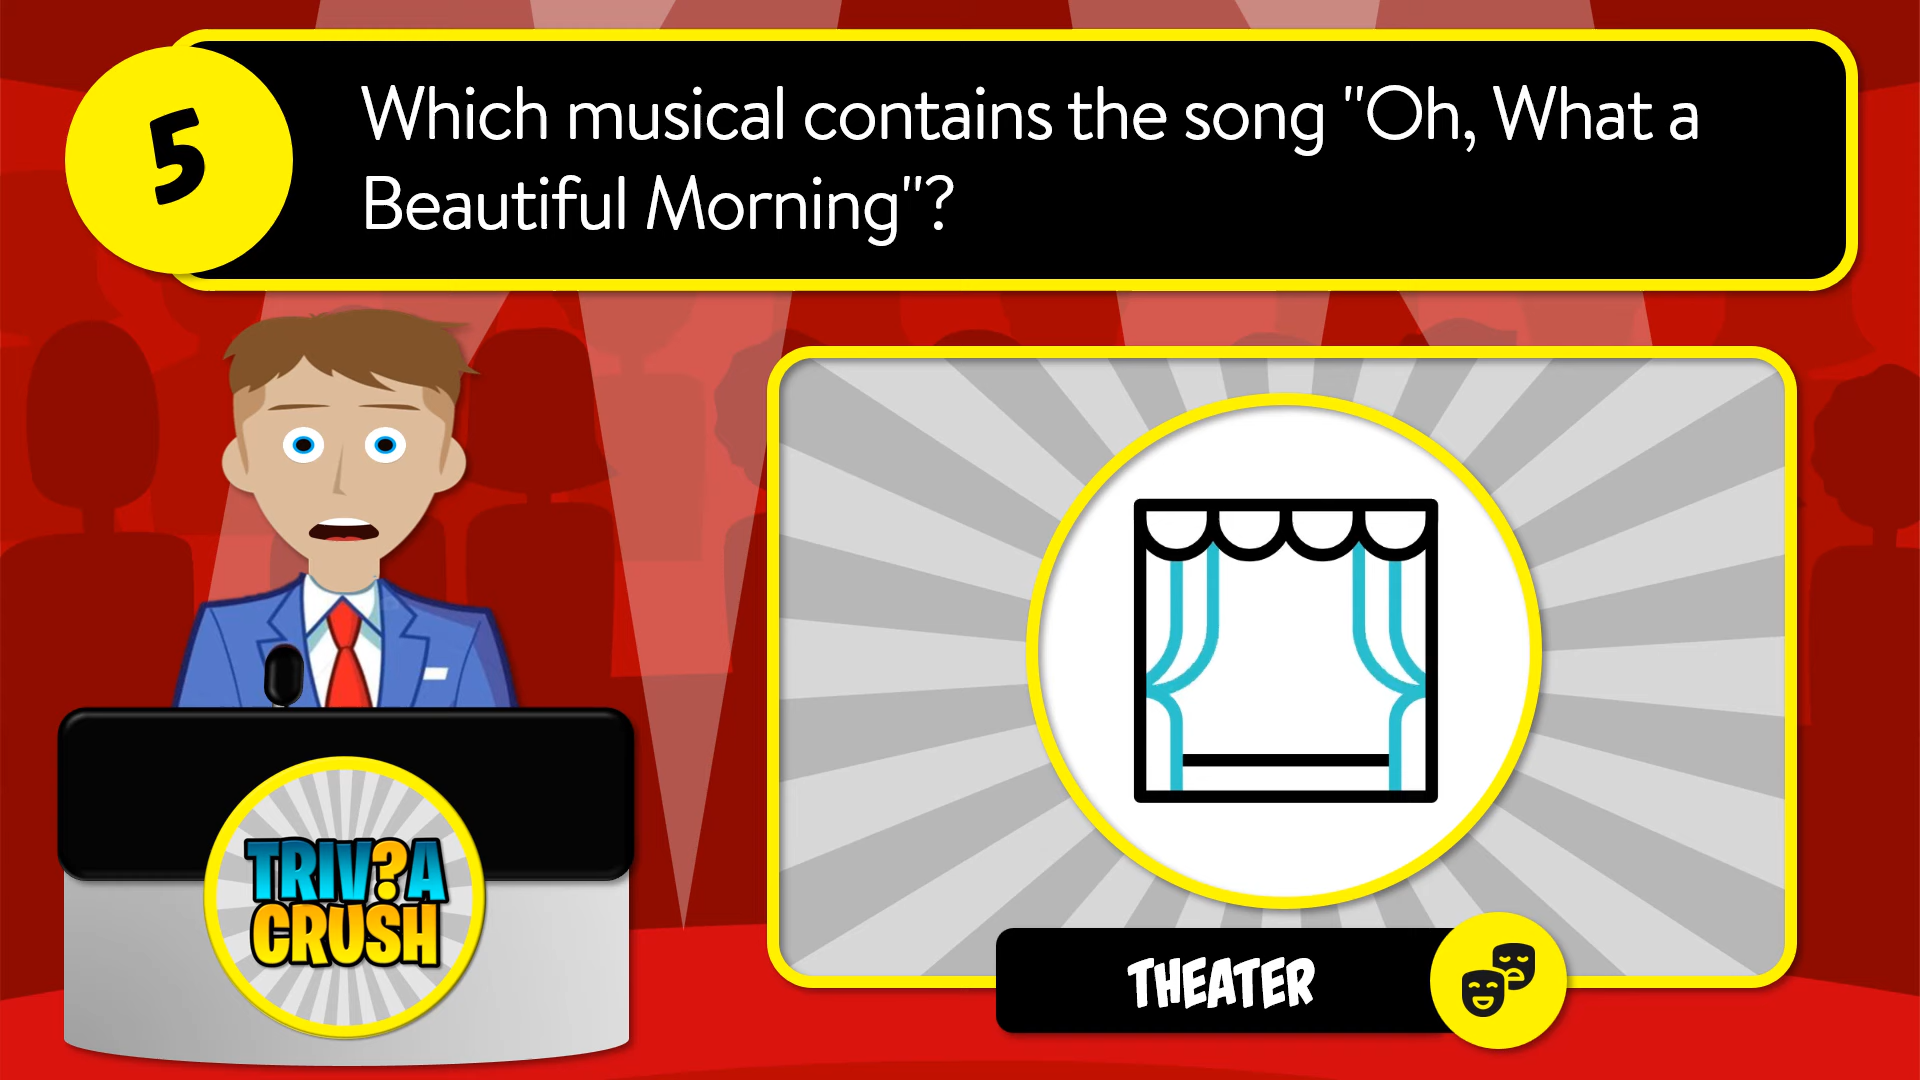 5
Which musical contains the song "Oh, What a
Beautiful Morning"?
TRIV?A
CRUSH
THEATER